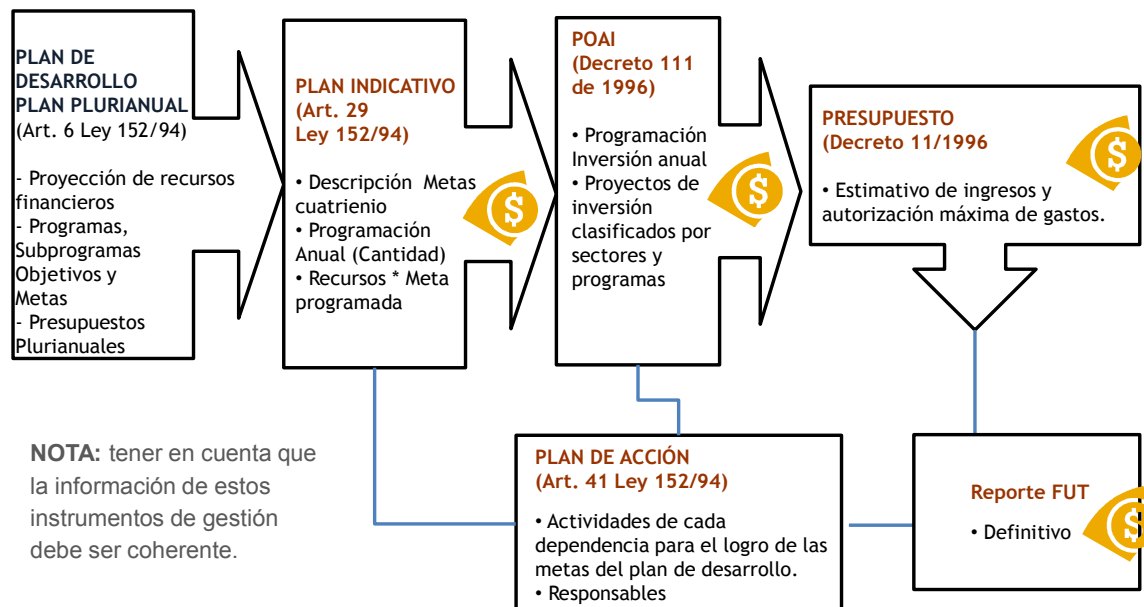 PLAN DE
DESARROLLO
PLAN PLURIANUAL
(Art. 6 Ley 152/94)
- Proyección de recursos
financieros
- Programas,
Subprogramas
Objetivos y
Metas
- Presupuestos
Plurianuales
PLAN INDICATIVO
(Art. 29
Ley 152/94)
• Descripción Metas
cuatrienio
• Programación
Anual (Cantidad)
• Recursos * Meta
programada
$
POAI
(Decreto 111
de 1996)
• Programación
Inversión anual
• Proyectos de
inversión
clasificados por
sectores y
programas
$
PRESUPUESTO
(Decreto 11/1996
• Estimativo de ingresos y
autorización máxima de gastos.
$
NOTA: tener en cuenta que
la información de estos
instrumentos de gestión
debe ser coherente.
PLAN DE ACCIÓN
(Art. 41 Ley 152/94)
• Actividades de cada
dependencia para el logro de las
metas del plan de desarrollo.
• Responsables
Reporte FUT
• Definitivo
$